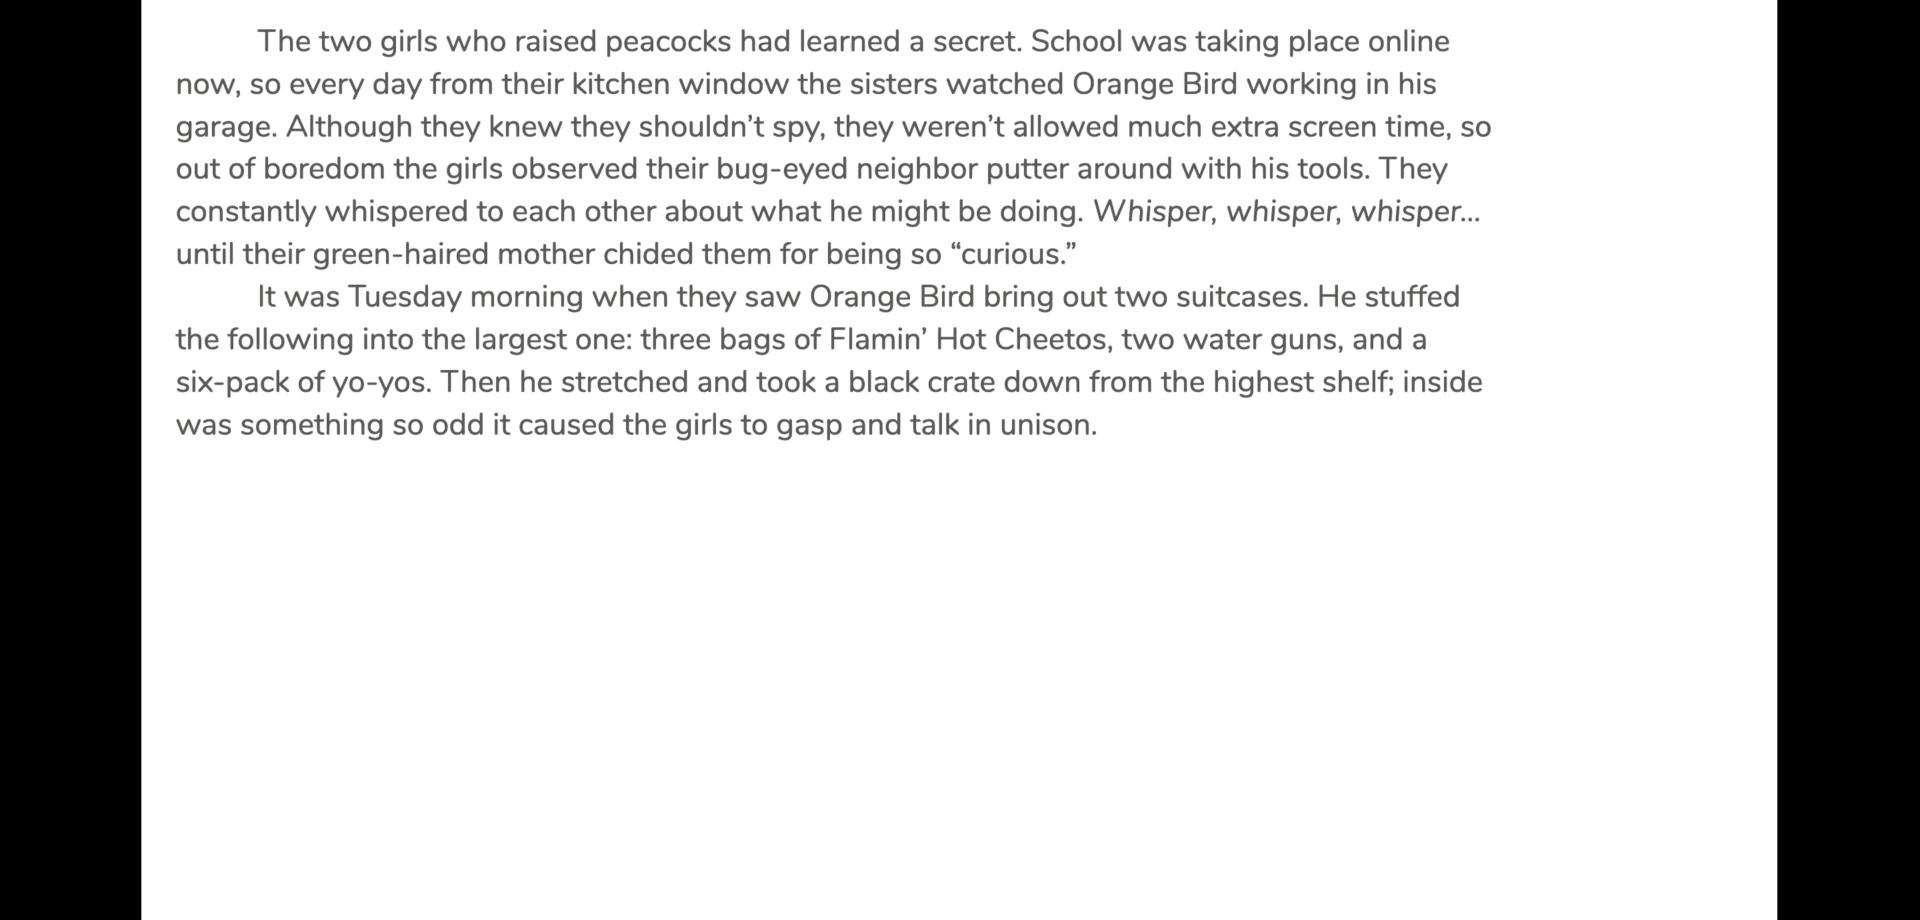 The two girls who raised peacocks had learned a secret. School was taking place online
now, so every day from their kitchen window the sisters watched Orange Bird working in his
garage. Although they knew they shouldn’t spy, they weren’t allowed much extra screen time, so
out of boredom the girls observed their bug-eyed neighbor putter around with his tools. They
constantly whispered to each other about what he might be doing. Whisper, whisper, whisper...
until their green-haired mother chided them for being so “curious.”
It was Tuesday morning when they saw Orange Bird bring out two suitcases. He stuffed
the following into the largest one: three bags of Flamin’ Hot Cheetos, two water guns, and a
six-pack of yo-yos. Then he stretched and took a black crate down from the highest shelf; inside
was something so odd it caused the girls to gasp and talk in unison.